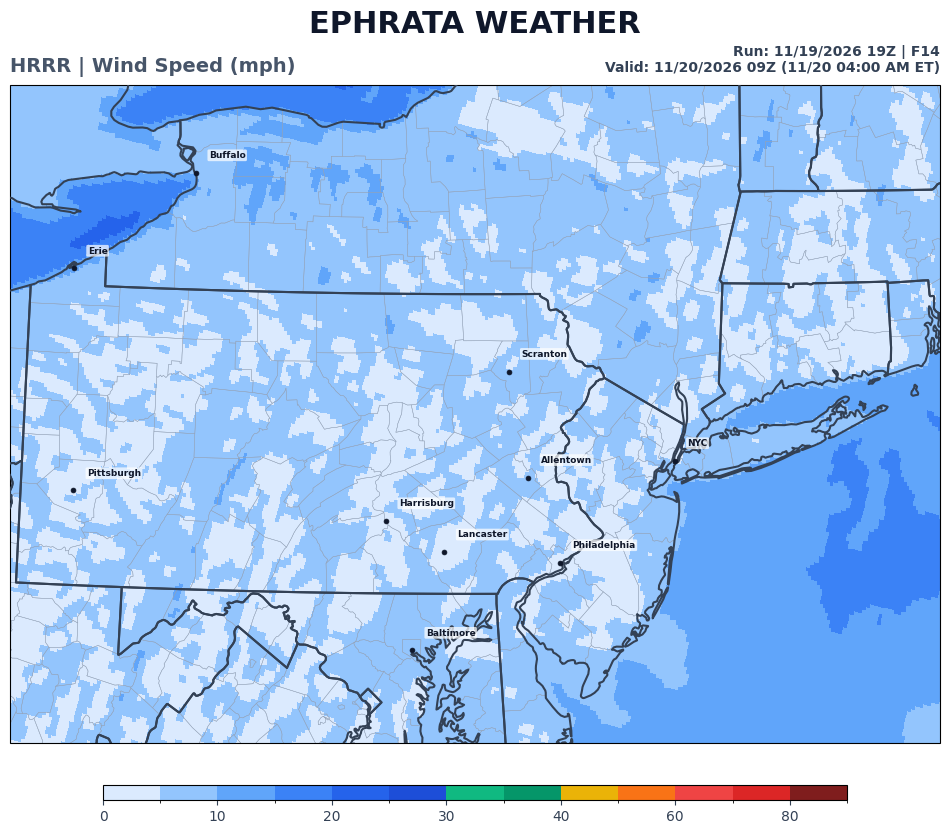 EPHRATA WEATHER
HRRR | Wind Speed (mph)
Run: 11/19/2026 19Z | F14
Valid: 11/20/2026 09Z (11/20 04:00 AM ET)
Buffalo
Erie
Scranton
NYC
Allentown
Pittsburgh
Harrisburg
Lancaster
Philadelphia
Baltimore
0 10 20 30 40 50 60 70 80